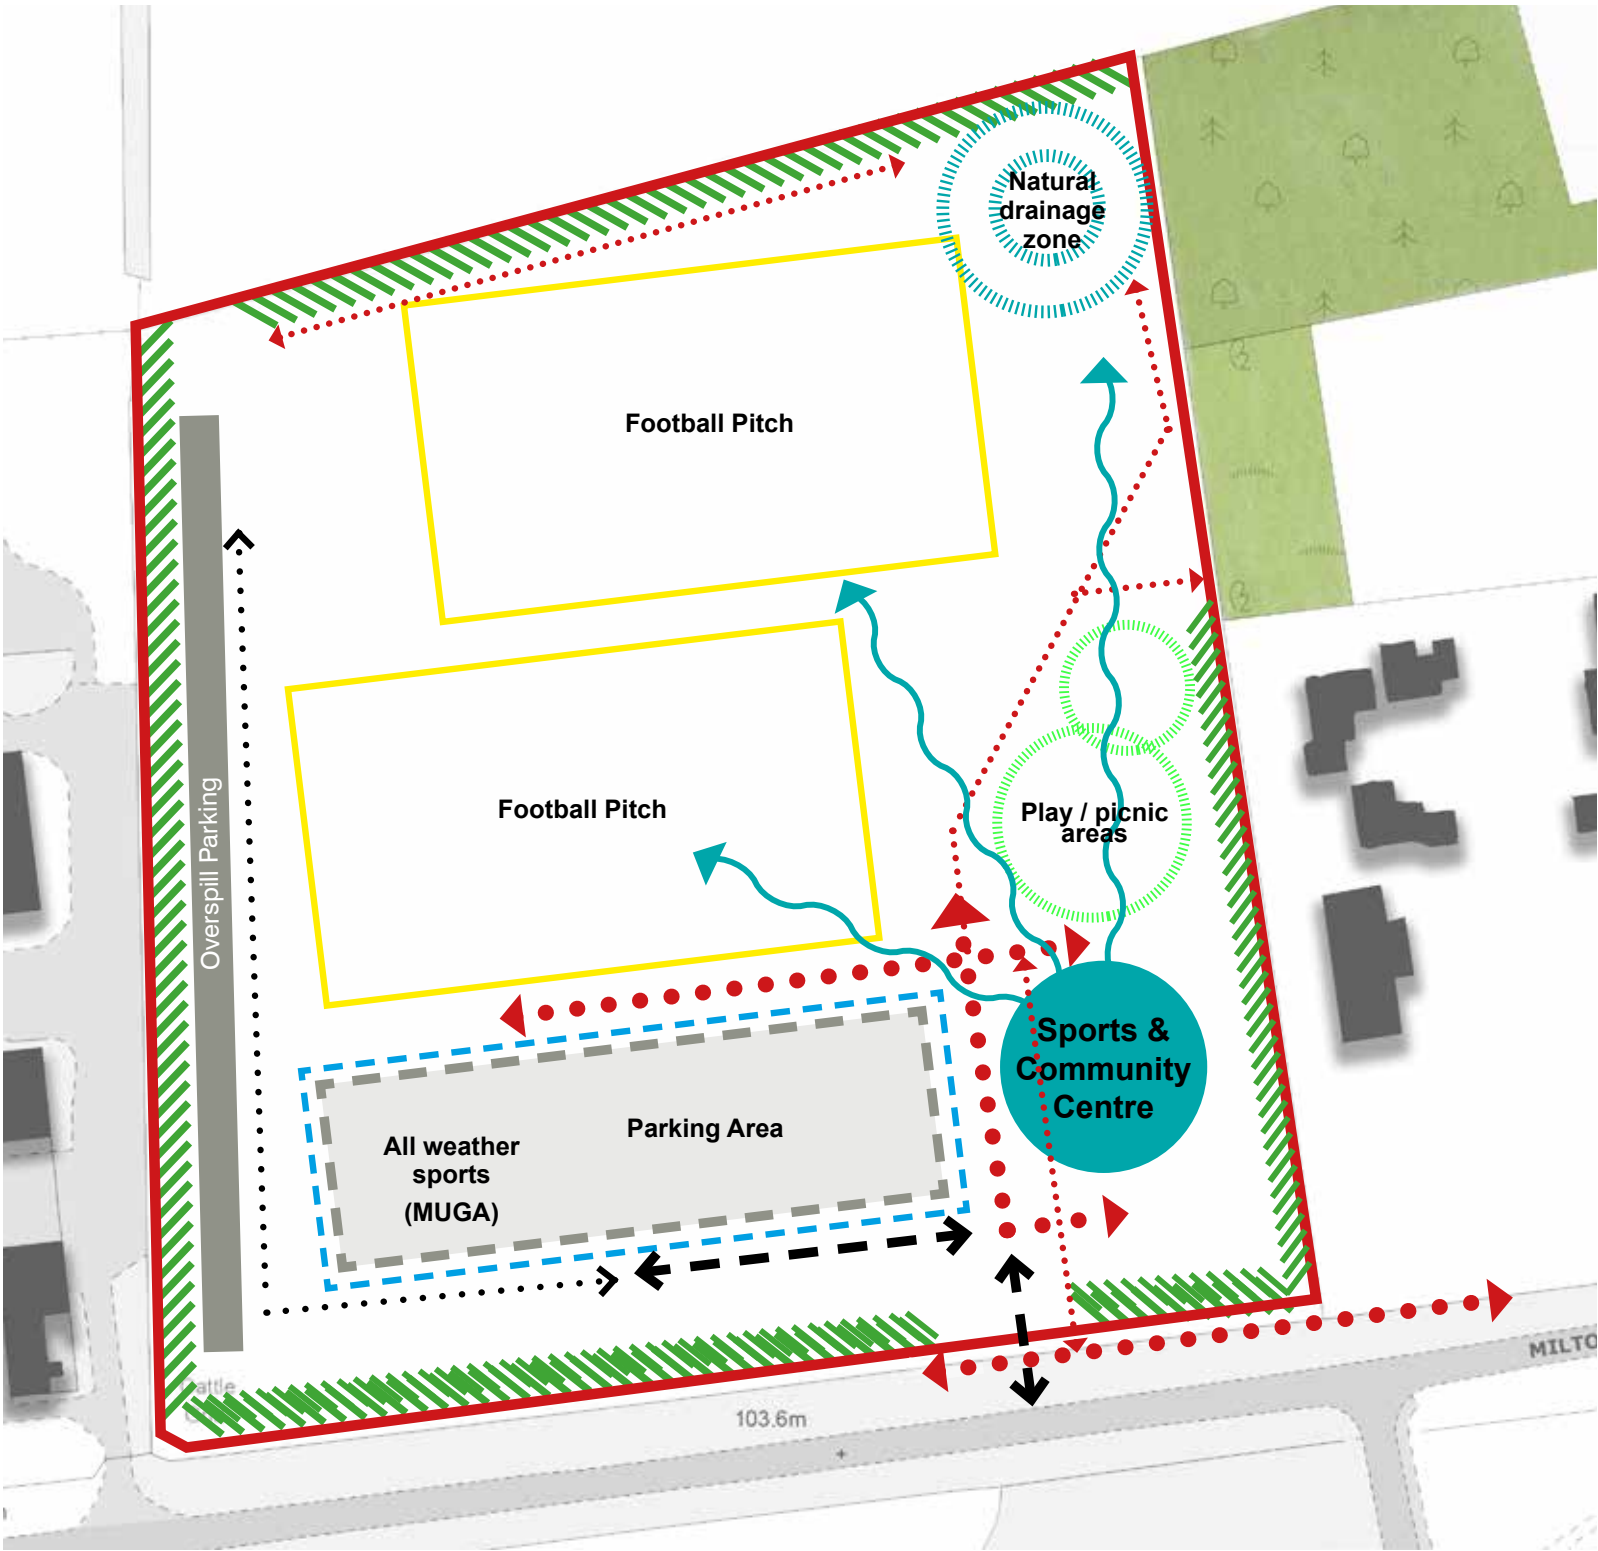 Natural
drainage
zone
Football Pitch
Football Pitch
Overspill Parking
Play / picnic
areas
Sports &
Community
Centre
Parking Area
All weather
sports
(MUGA)
MILTO
103.6m